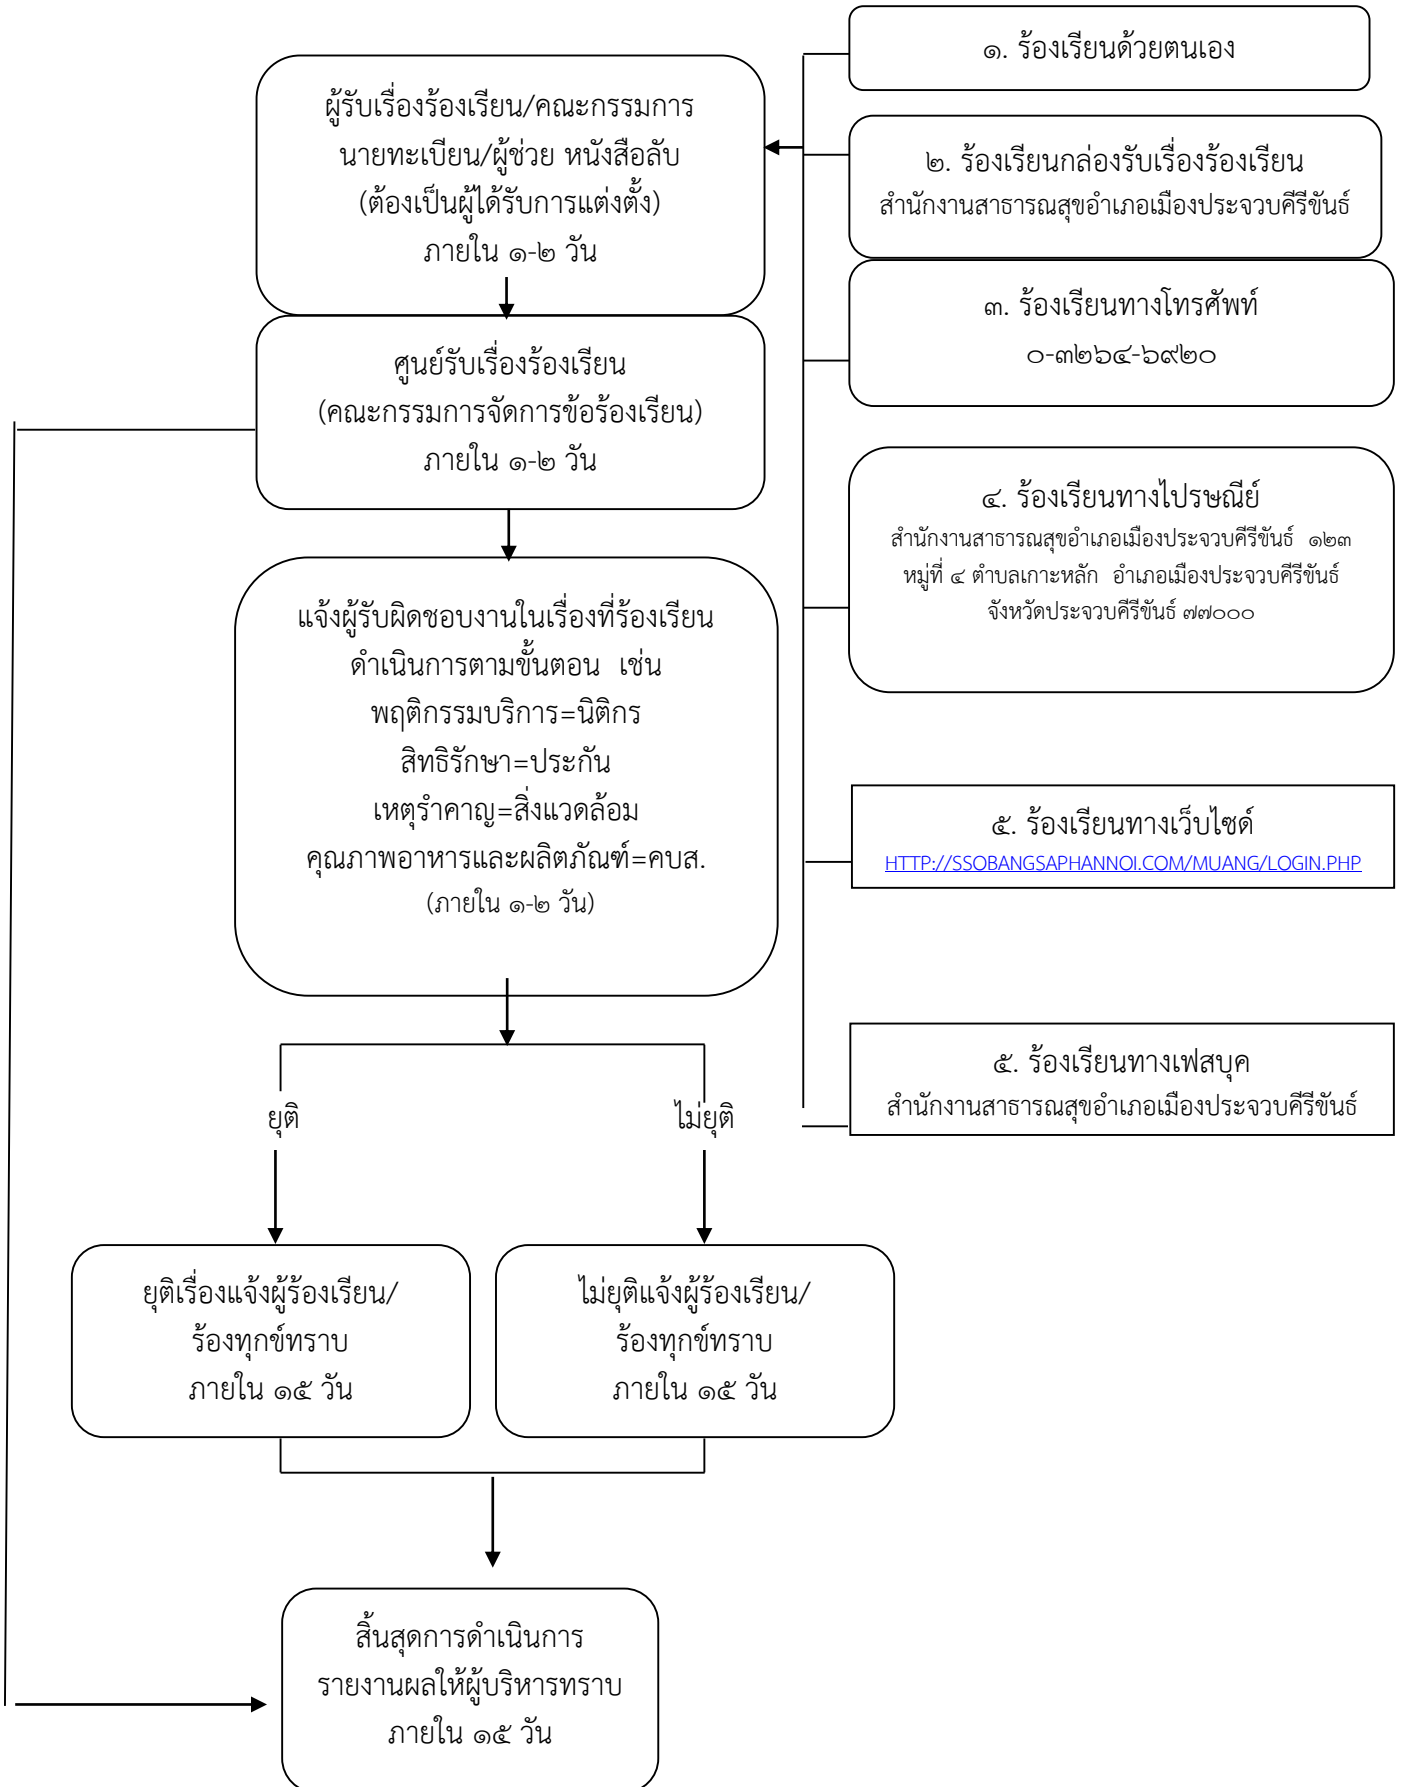 ๑. ร้องเรียนด้วยตนเอง
ผู้รับเรื่องร้องเรียน/คณะกรรมการ
นายทะเบียน/ผู้ช่วย หนังสือลับ
(ต้องเป็นผู้ได้รับการแต่งตั้ง)
ภายใน ๑-๒ วัน
๒. ร้องเรียนกล่องรับเรื่องร้องเรียน
สำนักงานสาธารณสุขอำเภอเมืองประจวบคีรีขันธ์
๓. ร้องเรียนทางโทรศัพท์
๐-๓๒๖๔-๖๙๒๐
ศูนย์รับเรื่องร้องเรียน
(คณะกรรมการจัดการข้อร้องเรียน)
ภายใน ๑-๒ วัน
๔. ร้องเรียนทางไปรษณีย์
สำนักงานสาธารณสุขอำเภอเมืองประจวบคีรีขันธ์ ๑๒๓
หมู่ที่ ๔ ตำบลเกาะหลัก อำเภอเมืองประจวบคีรีขันธ์
จังหวัดประจวบคีรีขันธ์ ๗๗๐๐๐
แจ้งผู้รับผิดชอบงานในเรื่องที่ร้องเรียน
ดำเนินการตามขั้นตอน เช่น
พฤติกรรมบริการ=นิติกร
สิทธิรักษา=ประกัน
เหตุรำคาญ=สิ่งแวดล้อม
คุณภาพอาหารและผลิตภัณฑ์=คบส.
(ภายใน ๑-๒ วัน)
๕. ร้องเรียนทางเว็บไซด์
HTTP://SSOBANGSAPHANNOI.COM/MUANG/LOGIN.PHP
๕. ร้องเรียนทางเฟสบุค
สำนักงานสาธารณสุขอำเภอเมืองประจวบคีรีขันธ์
ยุติ
ไม่ยุติ
ยุติเรื่องแจ้งผู้ร้องเรียน/
ร้องทุกข์ทราบ
ภายใน ๑๕ วัน
ไม่ยุติแจ้งผู้ร้องเรียน/
ร้องทุกข์ทราบ
ภายใน ๑๕ วัน
สิ้นสุดการดำเนินการ
รายงานผลให้ผู้บริหารทราบ
ภายใน ๑๕ วัน